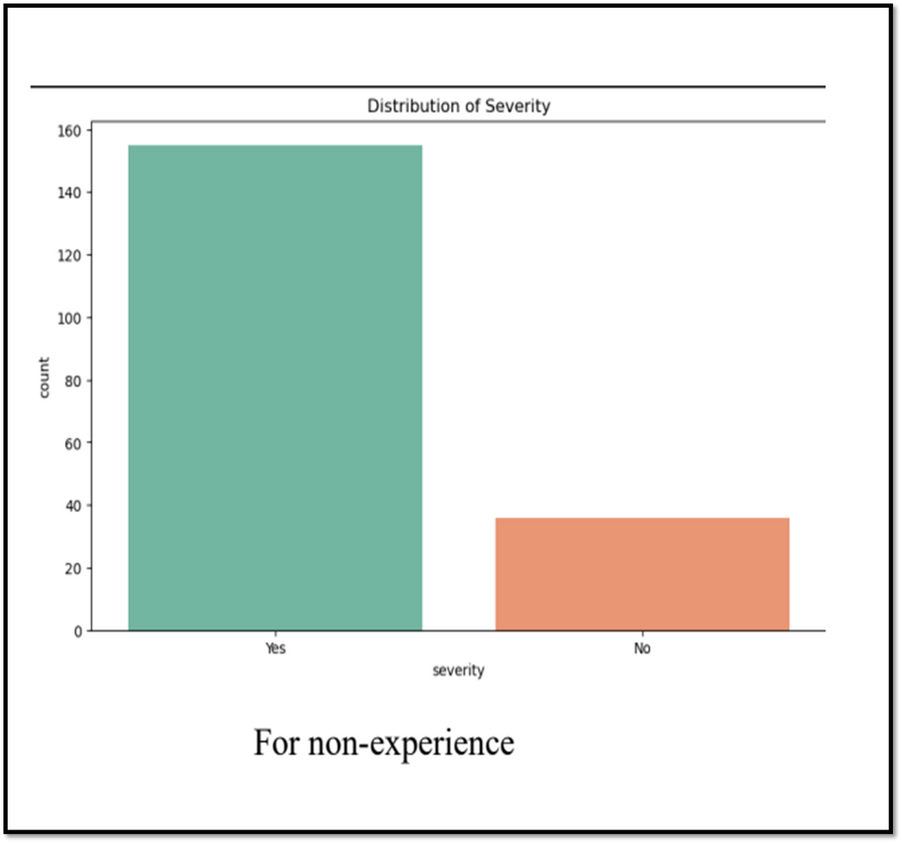 Distribution of Severity
160
140
120
100
80
60
40
20
0
count
Yes No
severity
For non-experience